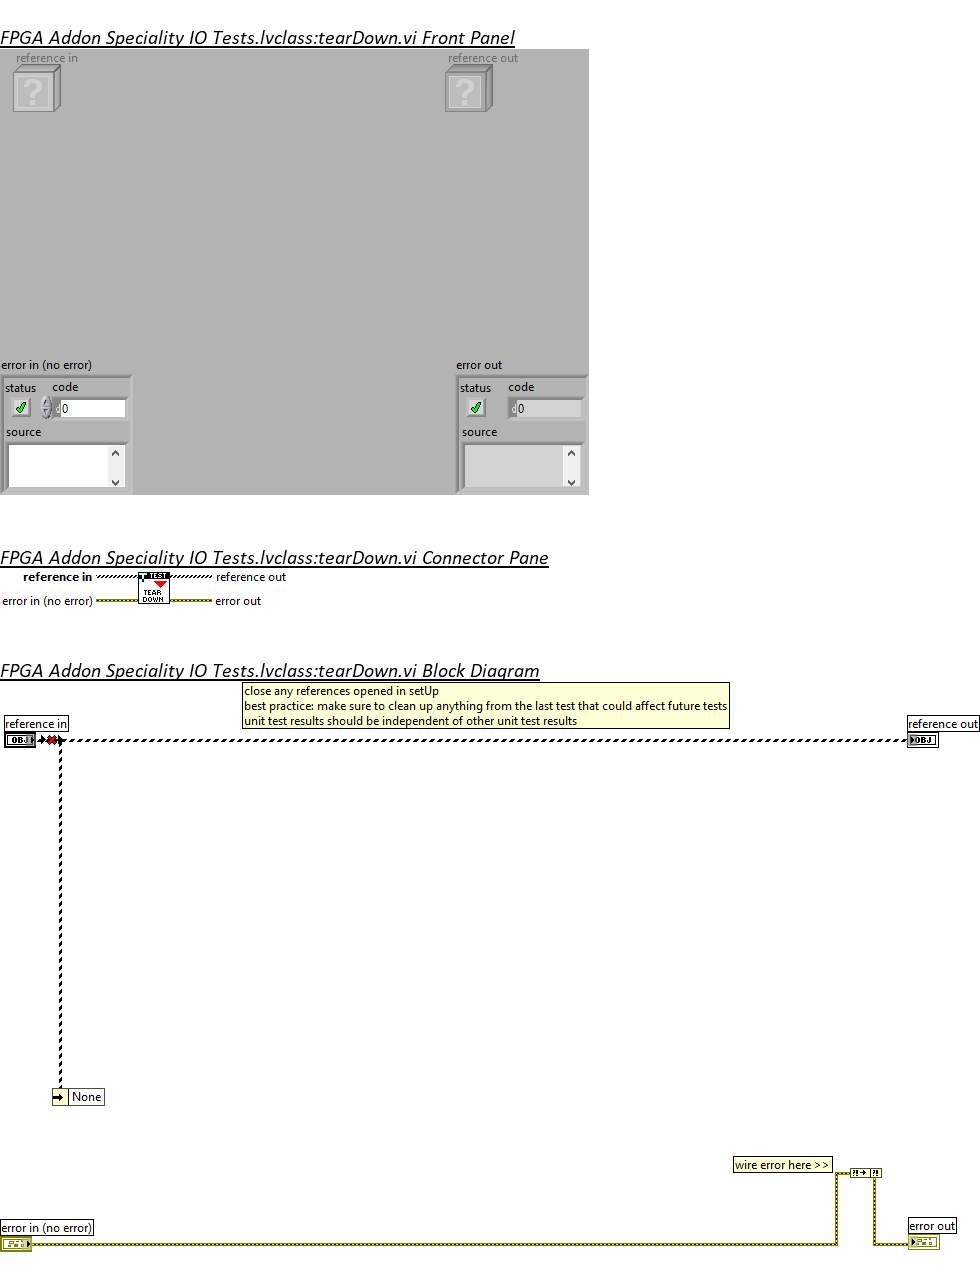 FPGA Addon Speciality IO Tests.lvclass:tearDown.vi Front Panel
reference in
reference out
?
?
error in (no error)
error out
status
code
status
code
d 0
d 0
source
source
FPGA Addon Speciality IO Tests.lvclass:tearDown.vi Connector Pane
reference in
TEST
reference out
error in (no error)
TEAR
DOWN
error out
FPGA Addon Speciality IO Tests.lvclass:tearDown.vi Block Diagram
close any references opened in setUp
best practice: make sure to clean up anything from the last test that could affect future tests
unit test results should be independent of other unit test results
reference in
reference out
OBJ
OBJ
None
wire error here >>
?!
?!
error in (no error)
error out